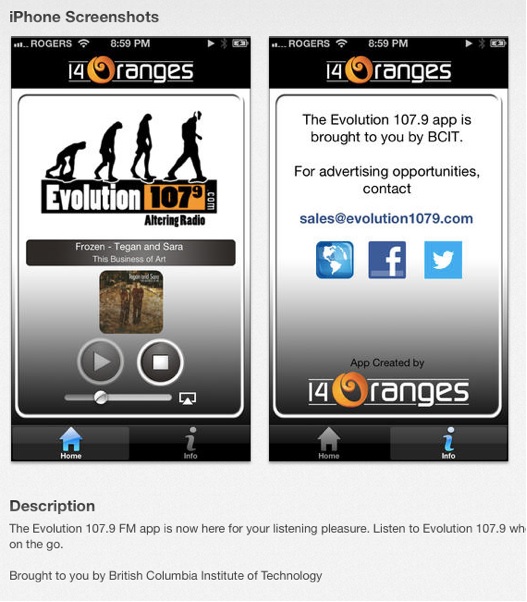 iPhone Screenshots
ROGERS 8:59 PM
14 Oranges
Evolution 107⁹ .com
Altering Radio
Frozen - Tegan and Sara
This Business of Art
Tegan and Sara
Home Info
ROGERS 8:59 PM
14 Oranges
The Evolution 107.9 app is
brought to you by BCIT.
For advertising opportunities,
contact
sales@evolution1079.com
App Created by
14 Oranges
Home Info
Description
The Evolution 107.9 FM app is now here for your listening pleasure. Listen to Evolution 107.9
on the go.
Brought to you by British Columbia Institute of Technology